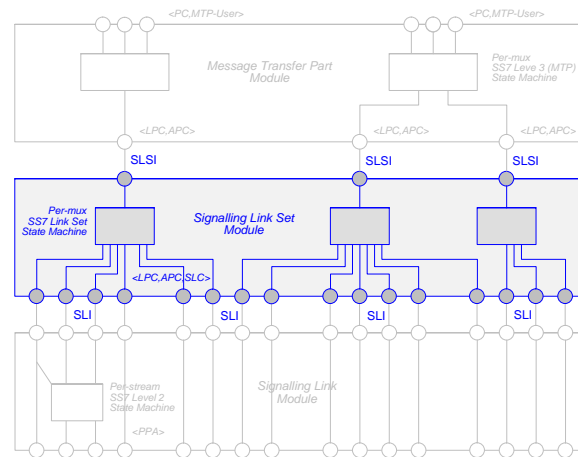 <PC,MTP-User>
<PC,MTP-User>
Message Transfer Part
Module
Per-mux
SS7 Leve 3 (MTP)
State Machine
<LPC,APC>
<LPC,APC>
<LPC,APC>
SLSI
SLSI
SLSI
Per-mux
SS7 Link Set
State Machine
Signalling Link Set
Module
<LPC,APC,SLC>
SLI
SLI
SLI
SLI
Per-stream
SS7 Level 2
State Machine
Signalling Link
Module
<PPA>